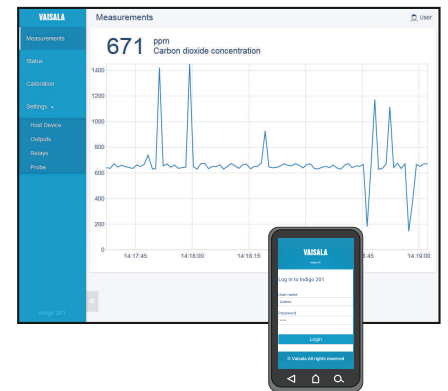 VAISALA
Measurements
User
Measurements
Status
Calibration
Settings
Host Device
Outputs
Relays
Probe
Indigo 201
671 ppm
Carbon dioxide concentration
1400
1200
1000
800
600
400
200
0
14:17:45
14:18:00
14:18:15
:45
14:19:00
<
VAISALA
Log in to Indigo 201
User name
Admin
Password
Login
© Vaisala All rights reserved